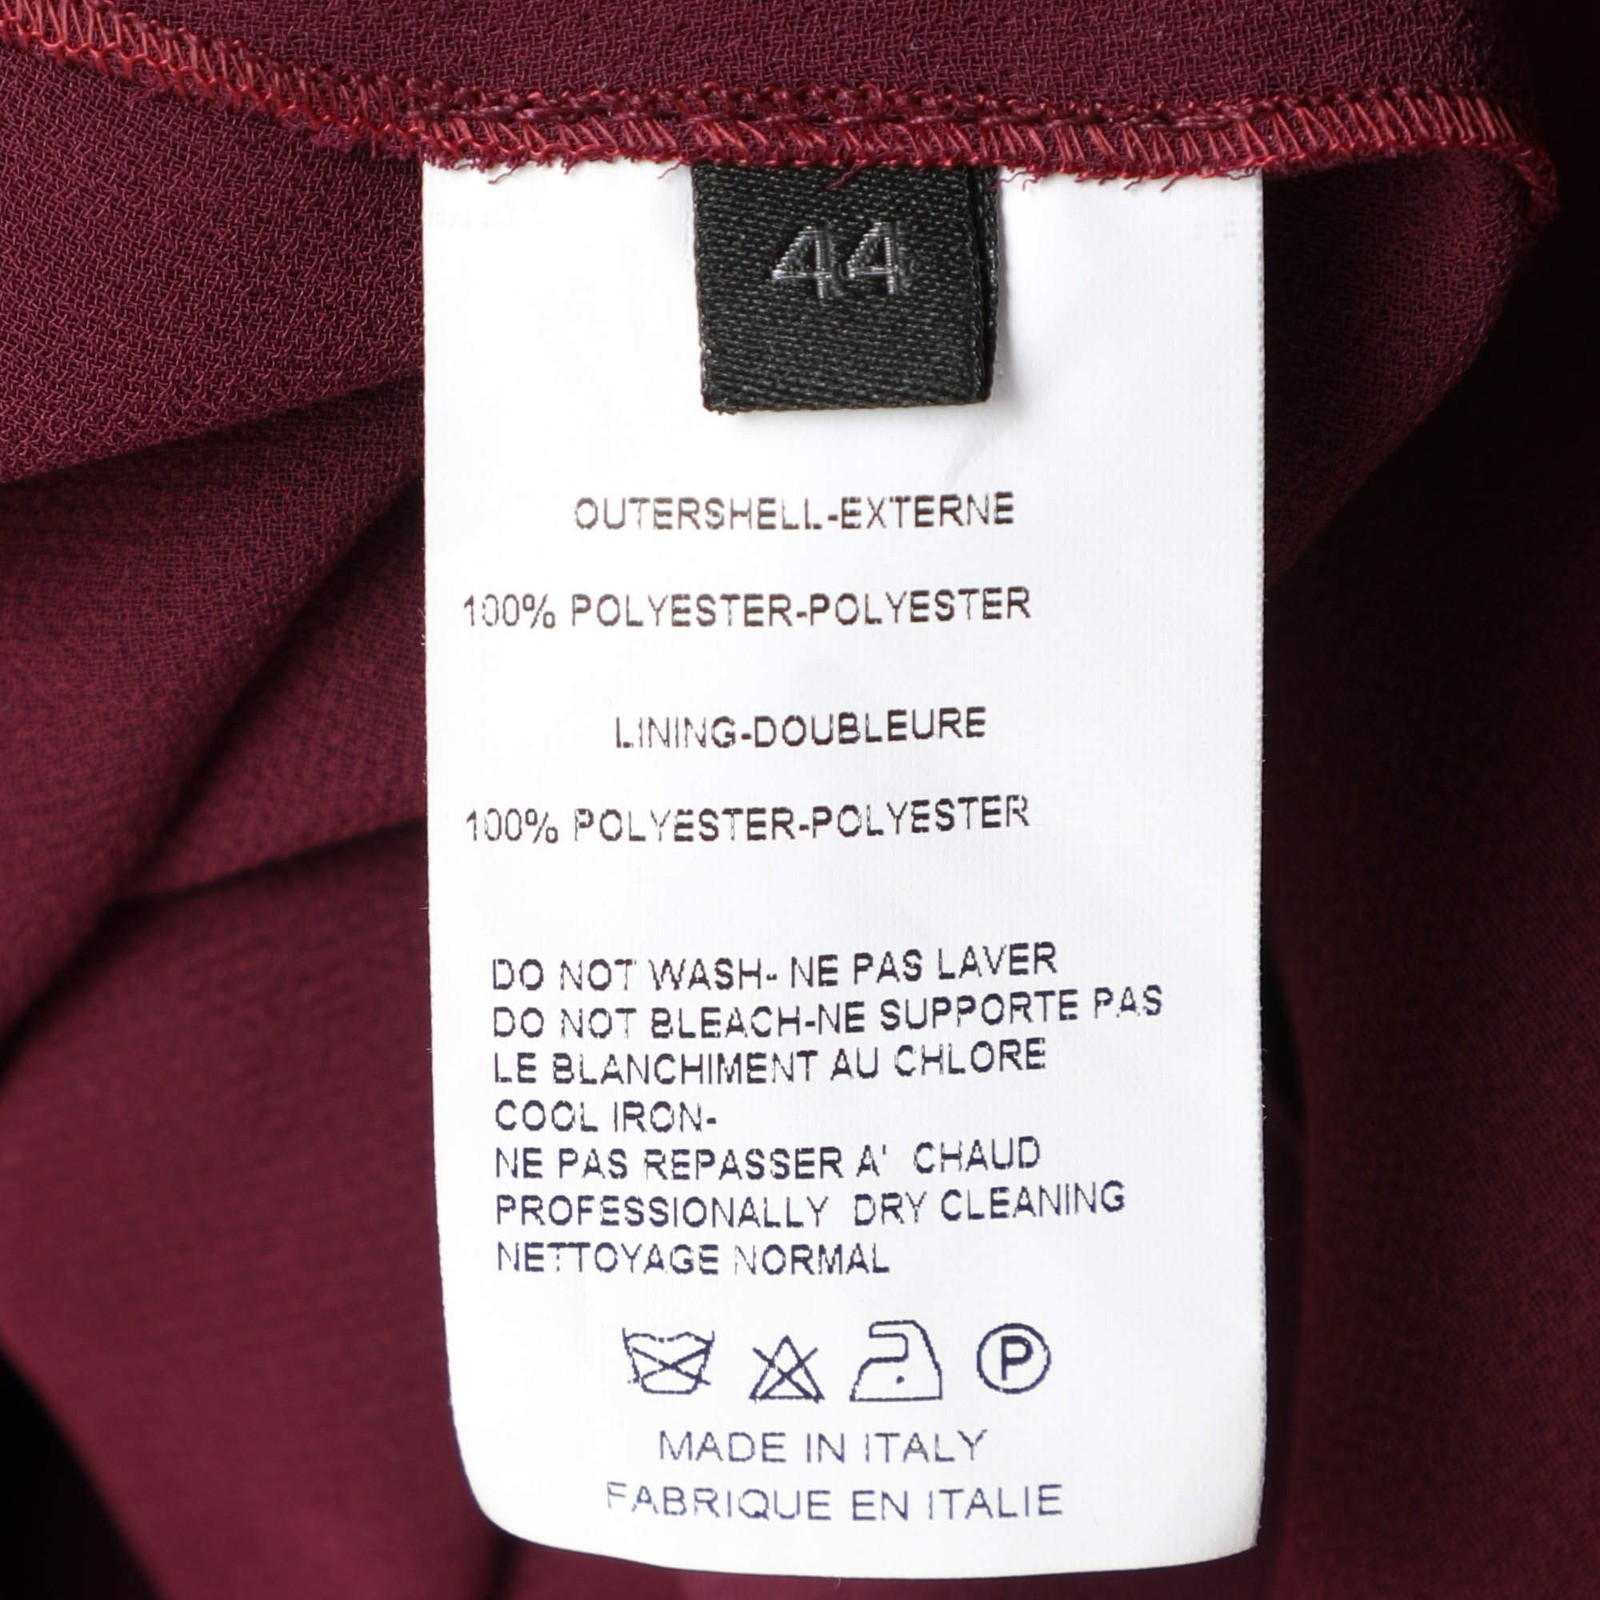 44
OUTERSHELL-EXTERNE
100% POLYESTER-POLYESTER
LINING-DOUBLEURE
100% POLYESTER-POLYESTER
DO NOT WASH- NE PAS LAVER
DO NOT BLEACH-NE SUPPORTE PAS
LE BLANCHIMENT AU CHLORE
COOL IRON-
NE PAS REPASSER A' CHAUD
PROFESSIONALLY DRY CLEANING
NETTOYAGE NORMAL
P
MADE IN ITALY
FABRIQUE EN ITALIE